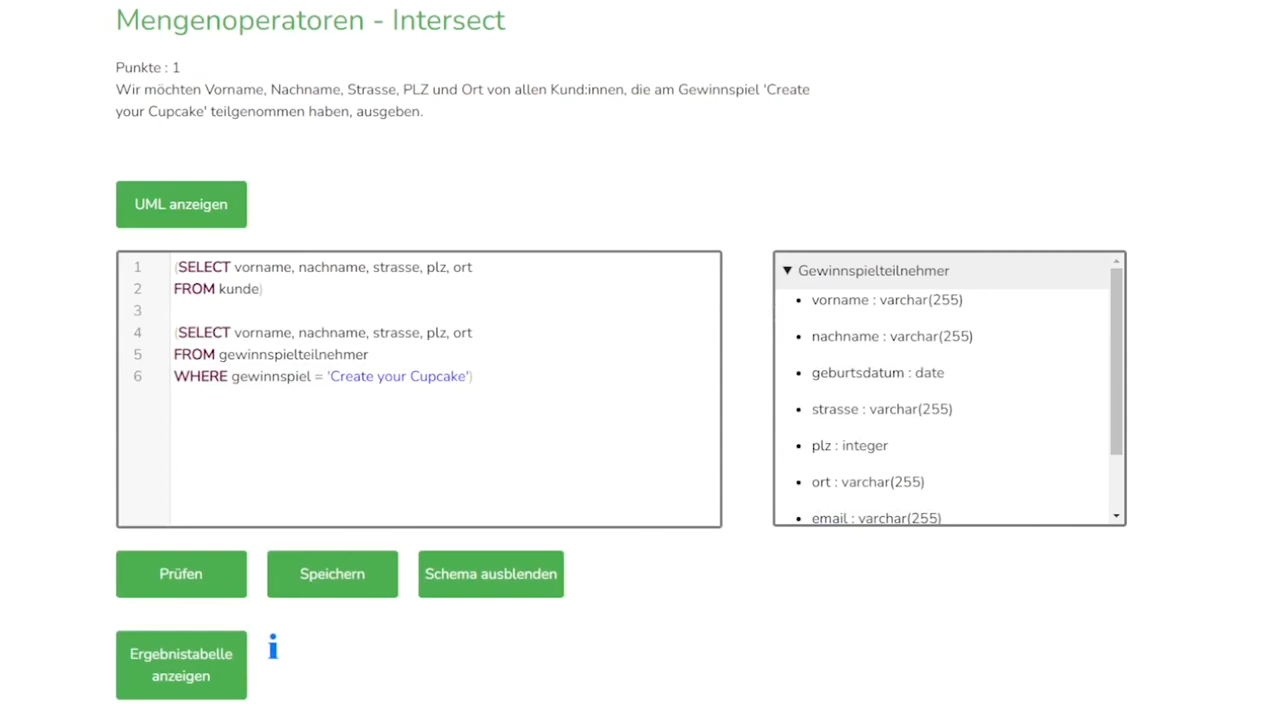 Mengenoperatoren - Intersect
Punkte : 1
Wir möchten Vorname, Nachname, Strasse, PLZ und Ort von allen Kund:innen, die am Gewinnspiel 'Create
your Cupcake' teilgenommen haben, ausgeben.
UML anzeigen
1 (SELECT vorname, nachname, strasse, plz, ort
2 FROM kunde)
3
4 (SELECT vorname, nachname, strasse, plz, ort
5 FROM gewinnspielteilnehmer
6 WHERE gewinnspiel = 'Create your Cupcake')
▼ Gewinnspielteilnehmer
• vorname : varchar(255)
• nachname : varchar(255)
• geburtsdatum : date
• strasse : varchar(255)
• plz : integer
• ort : varchar(255)
• email : varchar(255)
Prüfen
Speichern
Schema ausblenden
Ergebnistabelle
anzeigen
i